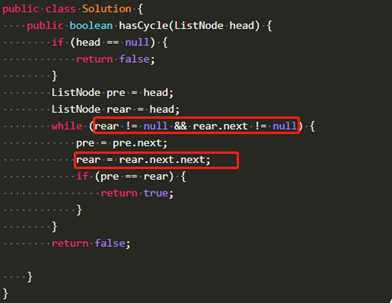 public class Solution {
    public boolean hasCycle(ListNode head) {
        if (head == null) {
            return false;
        }
        ListNode pre = head;
        ListNode rear = head;
        while (rear != null && rear.next != null) {
            pre = pre.next;
            rear = rear.next.next;
            if (pre == rear) {
                return true;
            }
        }
        return false;

    }
}